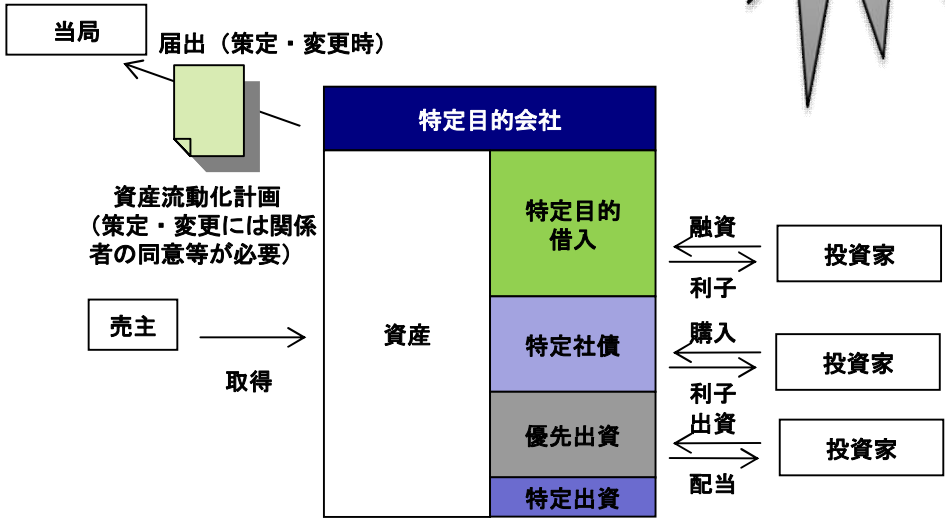 当局
届出（策定・変更時）
特定目的会社
資産流動化計画
（策定・変更には関係
者の同意等が必要）
特定目的
借入
融資
利子
投資家
売主
取得
資産
特定社債
購入
利子
投資家
優先出資
出資
配当
投資家
特定出資